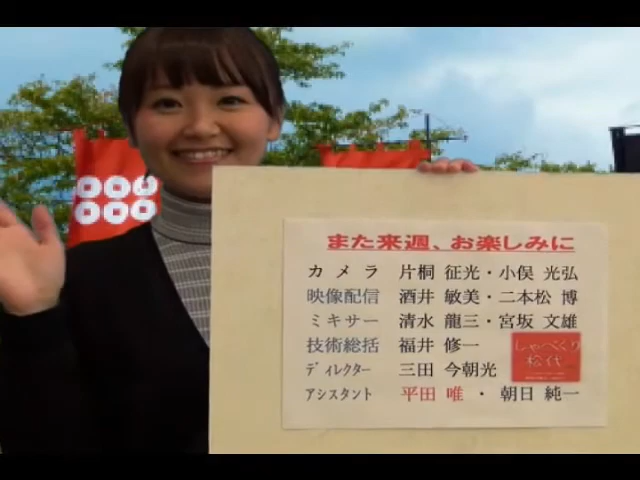 また来週、お楽しみに
カメラ 片桐 征光・小俣 光弘
映像配信 酒井 敏美・二本松 博
ミキサー 清水 龍三・宮坂 文雄
技術総括 福井 修一
ディレクター 三田 今朝光
アシスタント 平田 唯 ・ 朝日 純一
しゃべくり
松代